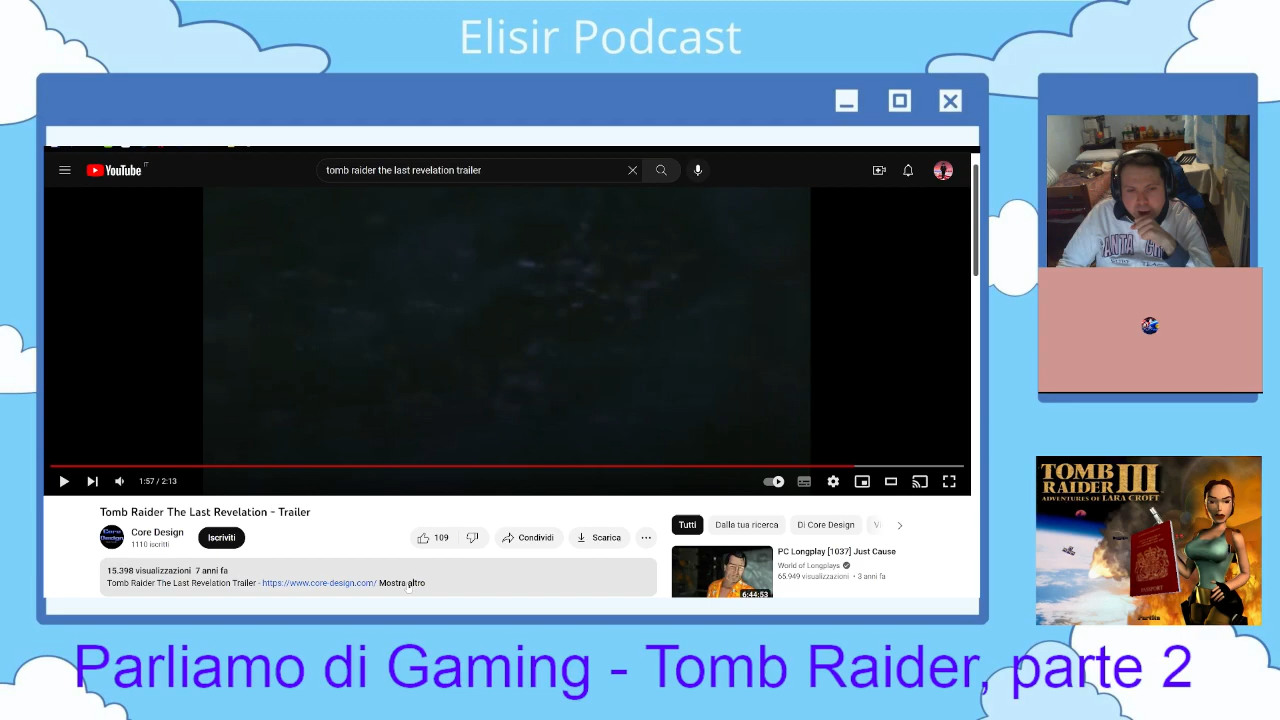 Elisir Podcast
YouTube IT
tomb raider the last revelation trailer
1:57 / 2:13
Tomb Raider The Last Revelation - Trailer
Core Design
1110 iscritti
Iscriviti
109
Condividi
Scarica
15.398 visualizzazioni 7 anni fa
Tomb Raider The Last Revelation Trailer - https://www.core-design.com/ Mostra altro
Tutti
Dalla tua ricerca
Di Core Design
PC Longplay [1037] Just Cause
World of Longplays
65.949 visualizzazioni • 3 anni fa
6:44:53
TOMB
RAIDER III
ADVENTURES OF LARA CROFT
PASSPORT
Parliamo di Gaming - Tomb Raider, parte 2